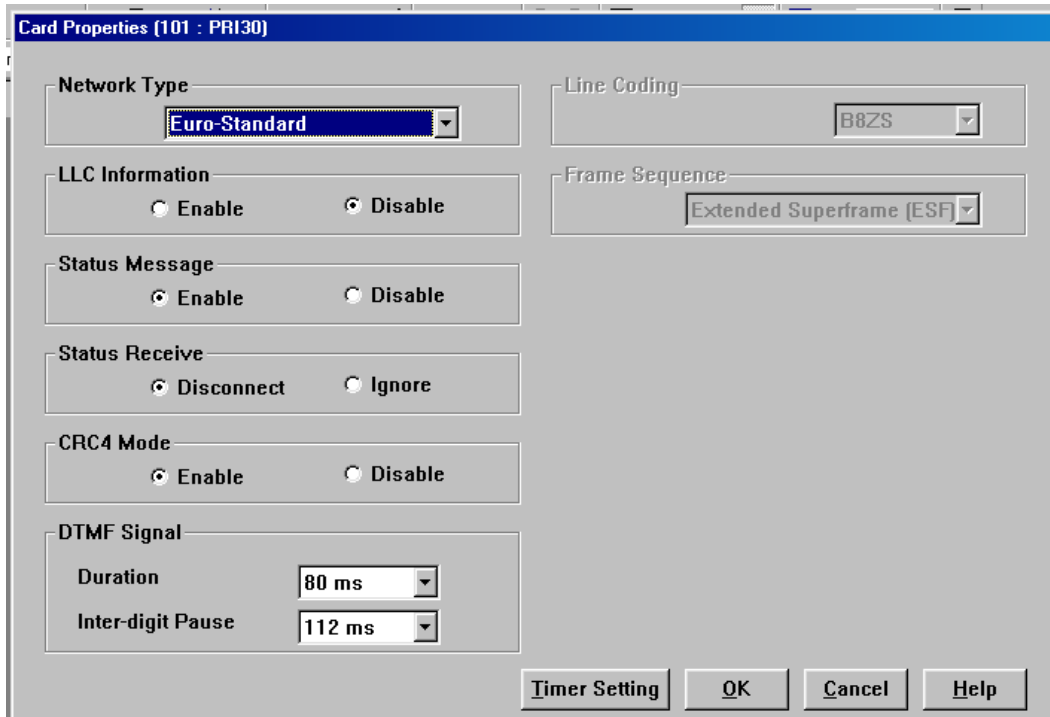 Card Properties (101 : PRI30)
Network Type
Euro-Standard
LLC Information
Enable Disable
Status Message
Enable Disable
Status Receive
Disconnect Ignore
CRC4 Mode
Enable Disable
DTMF Signal
Duration 80 ms
Inter-digit Pause 112 ms
Line Coding
B8ZS
Frame Sequence
Extended Superframe (ESF)
Timer Setting OK Cancel Help